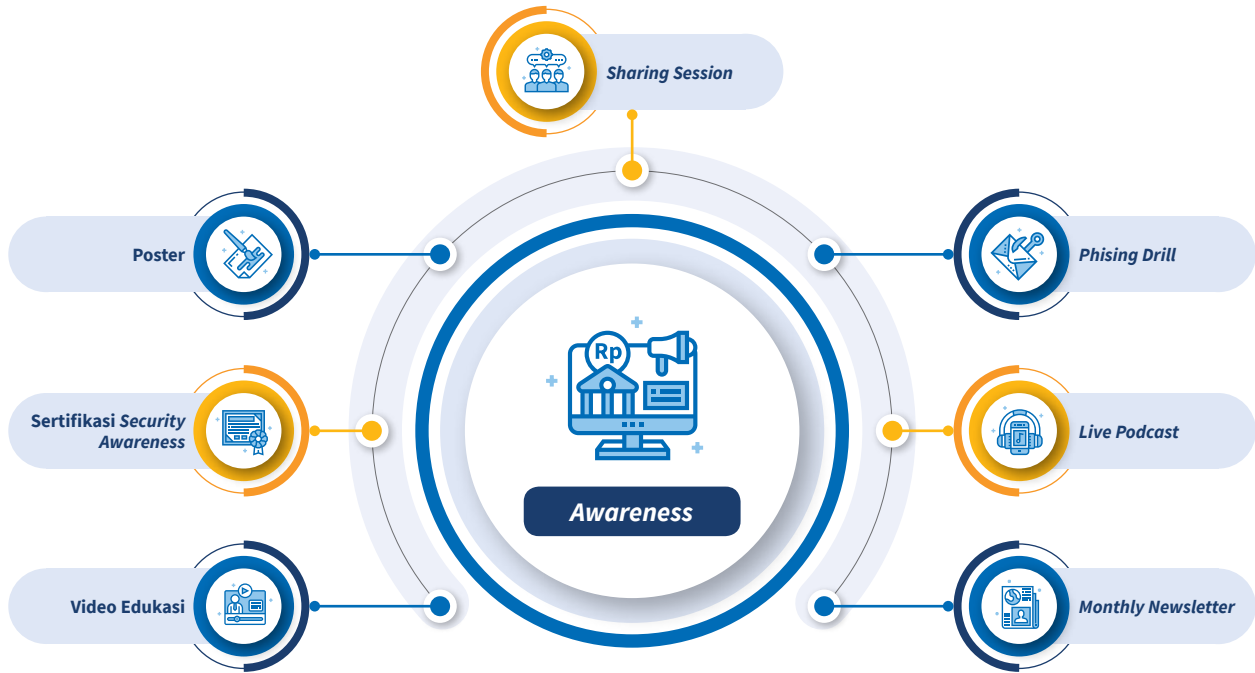 Sharing Session
Poster
Phising Drill
Rp
Sertifikasi Security
Awareness
Live Podcast
Awareness
Video Edukasi
Monthly Newsletter